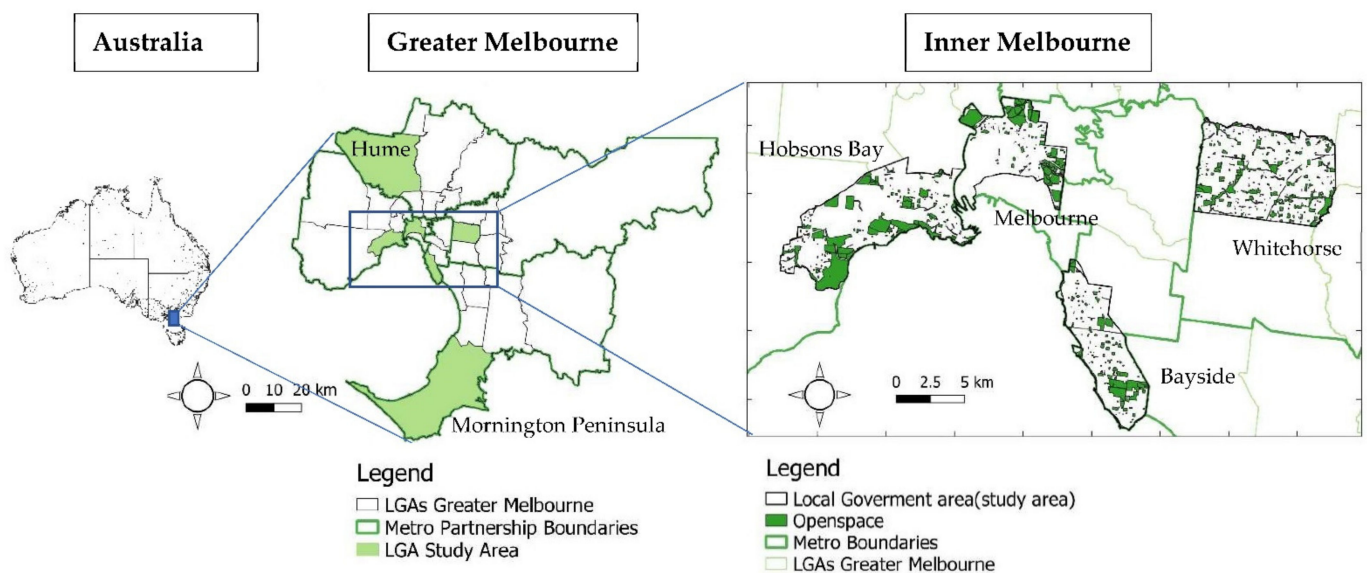 Australia
Greater Melbourne
Inner Melbourne
Hume
Mornington Peninsula
0 10 20 km
Legend
LGAs Greater Melbourne
Metro Partnership Boundaries
LGA Study Area
Hobsons Bay
Melbourne
Whitehorse
Bayside
0 2.5 5 km
Legend
Local Goverment area(study area)
Openspace
Metro Boundaries
LGAs Greater Melbourne